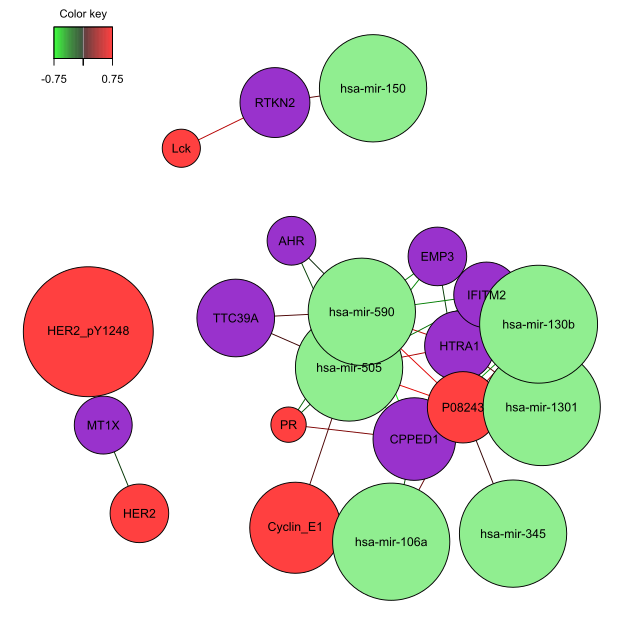 Color key
-0.75 0.75
hsa-mir-150
RTKN2
Lck
AHR
EMP3
IFITM2
hsa-mir-590
TTC39A
hsa-mir-130b
HER2_pY1248
HTRA1
hsa-mir-505
P08243
hsa-mir-1301
MT1X
PR
CPPED1
HER2
Cyclin_E1
hsa-mir-106a
hsa-mir-345